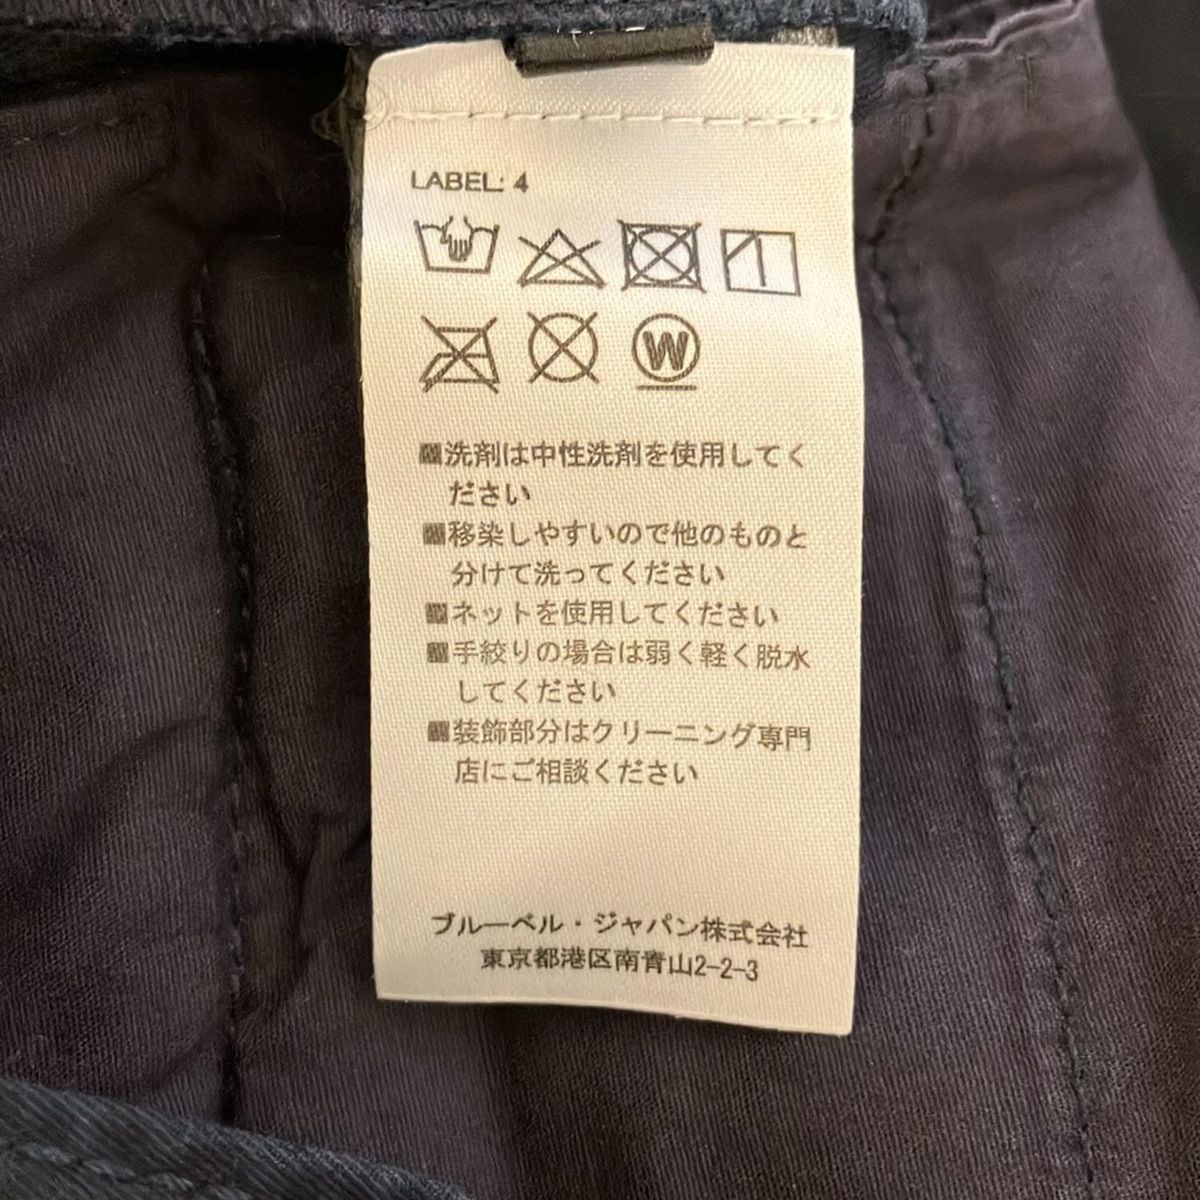 LABEL: 4
W
■洗剤は中性洗剤を使用してく
ださい
■移染しやすいので他のものと
分けて洗ってください
■ネットを使用してください
■手絞りの場合は弱く軽く脱水
してください
■装飾部分はクリーニング専門
店にご相談ください
ブルーベル・ジャパン株式会社
東京都港区南青山2-2-3